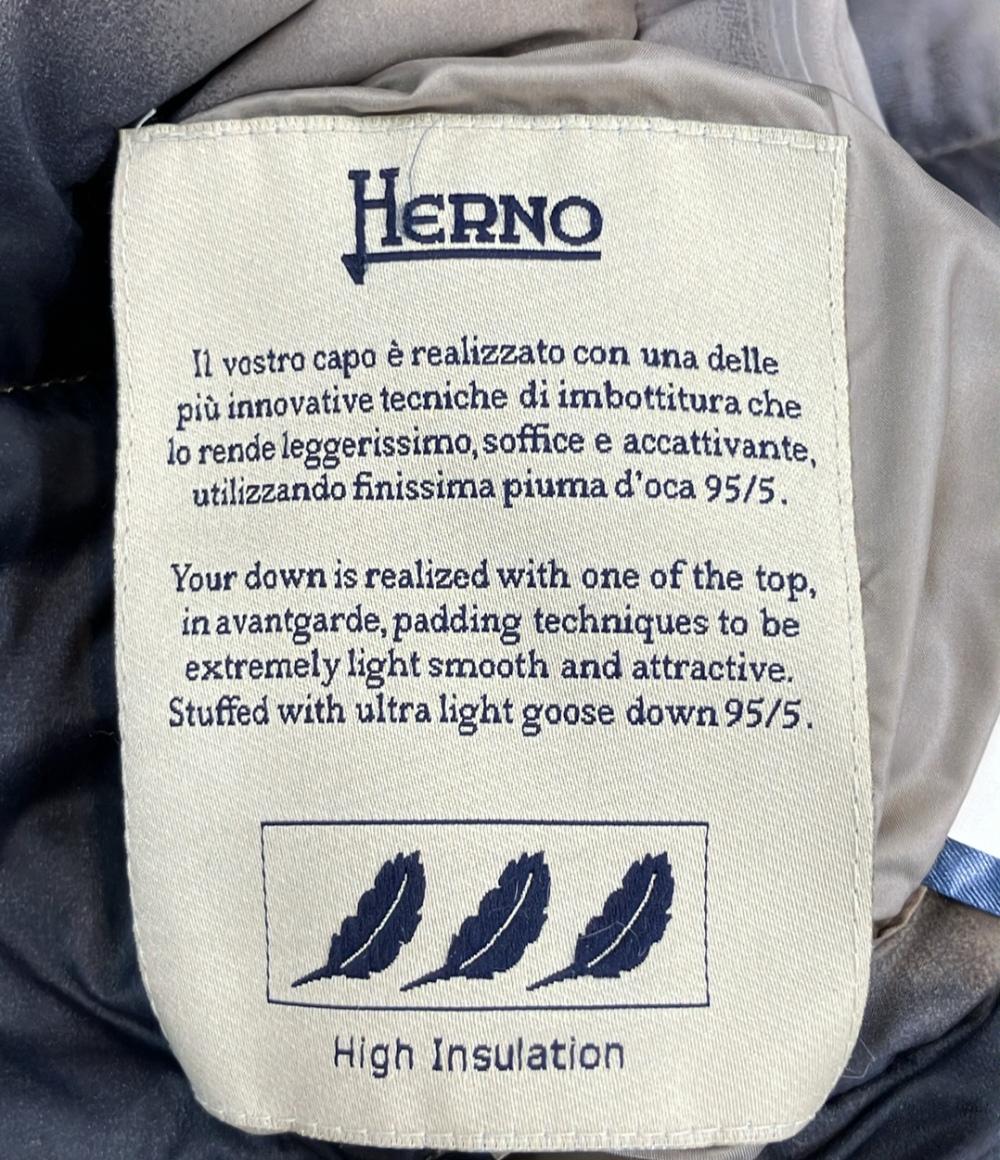 HERNO
Il vostro capo è realizzato con una delle
più innovative tecniche di imbottitura che
lo rende leggerissimo, soffice e accattivante,
utilizzando finissima piuma d'oca 95/5.
Your down is realized with one of the top,
in avantgarde, padding techniques to be
extremely light smooth and attractive.
Stuffed with ultra light goose down 95/5.
High Insulation